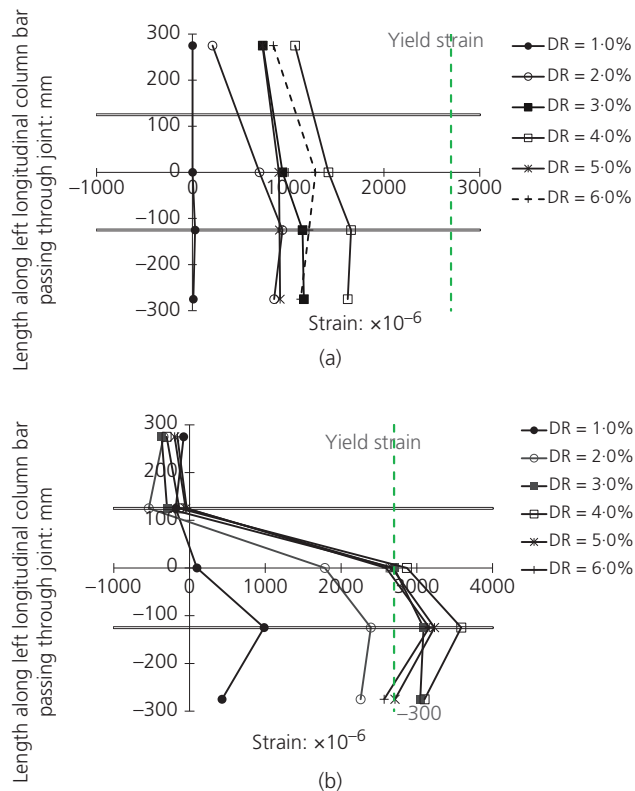 300
200
100
0
−100
−200
−300
−1000
0
1000
2000
3000
Yield strain
Length along left longitudinal column bar
passing through joint: mm
Strain: ×10⁻⁶
DR = 1·0%
DR = 2·0%
DR = 3·0%
DR = 4·0%
DR = 5·0%
DR = 6·0%
(a)
300
200
100
0
−100
−200
−300
−1000
0
1000
2000
3000
4000
Yield strain
−300
Length along left longitudinal column bar
passing through joint: mm
Strain: ×10⁻⁶
DR = 1·0%
DR = 2·0%
DR = 3·0%
DR = 4·0%
DR = 5·0%
DR = 6·0%
(b)